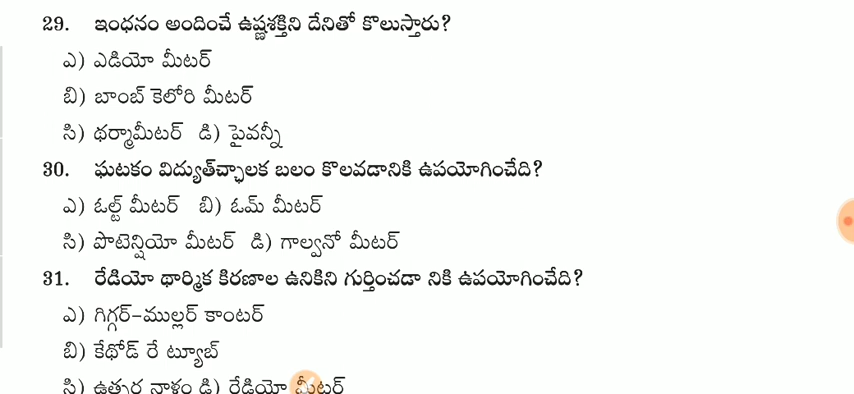 29. ఇంధనం అందించే ఉష్ణశక్తిని దేనితో కొలుస్తారు?
ఎ) ఎడియో మీటర్
బి) బాంబ్ కెలోరి మీటర్
సి) థర్మామీటర్ డి) పైవన్నీ
30. ఘటకం విద్యుత్‌చ్ఛాలక బలం కొలవడానికి ఉపయోగించేది?
ఎ) ఓల్ట్ మీటర్ బి) ఓమ్ మీటర్
సి) పొటెన్షియో మీటర్ డి) గాల్వనో మీటర్
31. రేడియో థార్మిక కిరణాల ఉనికిని గుర్తించడా నికి ఉపయోగించేది?
ఎ) గిగ్గర్-ముల్లర్ కాంటర్
బి) కేథోడ్ రే ట్యూబ్
సి) ఉత్సర్గ నాళం డి) రేడియో మీటర్